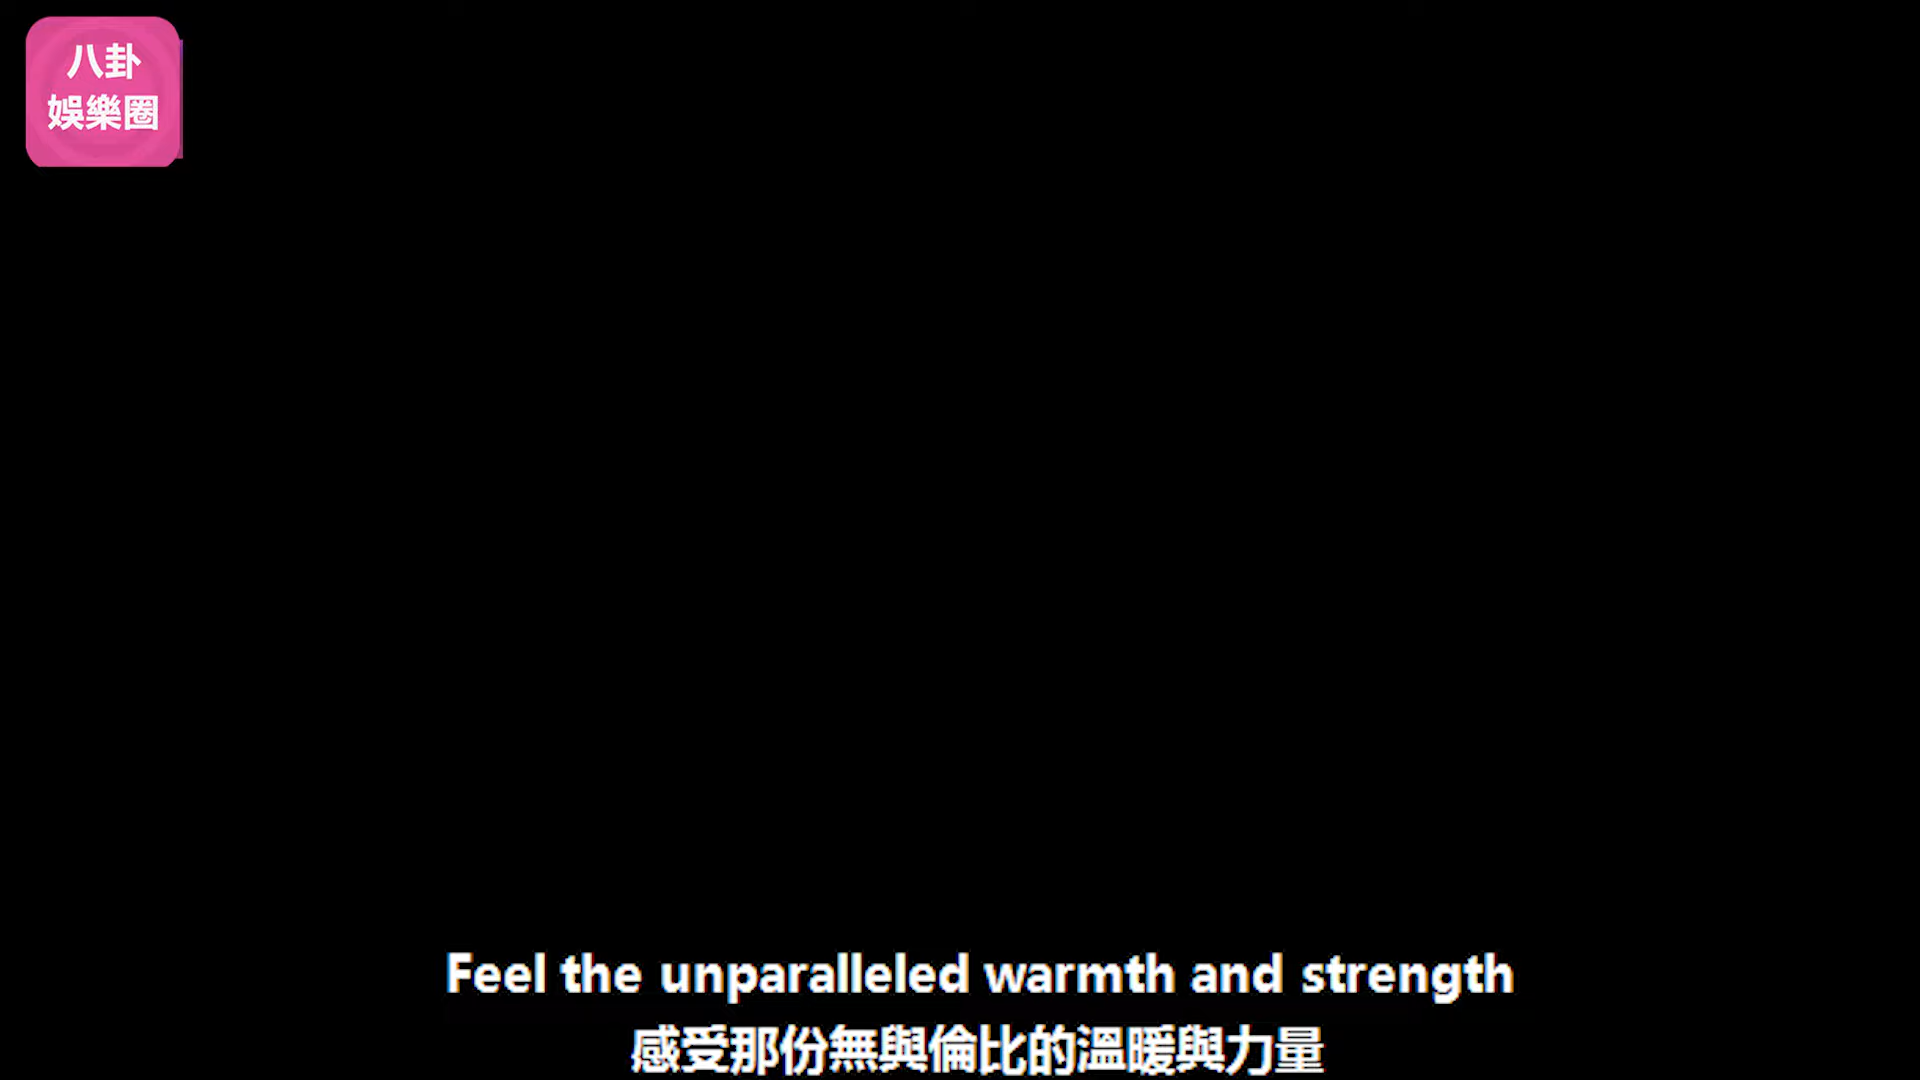 八卦
娛樂圈
Feel the unparalleled warmth and strength
感受那份無與倫比的溫暖與力量